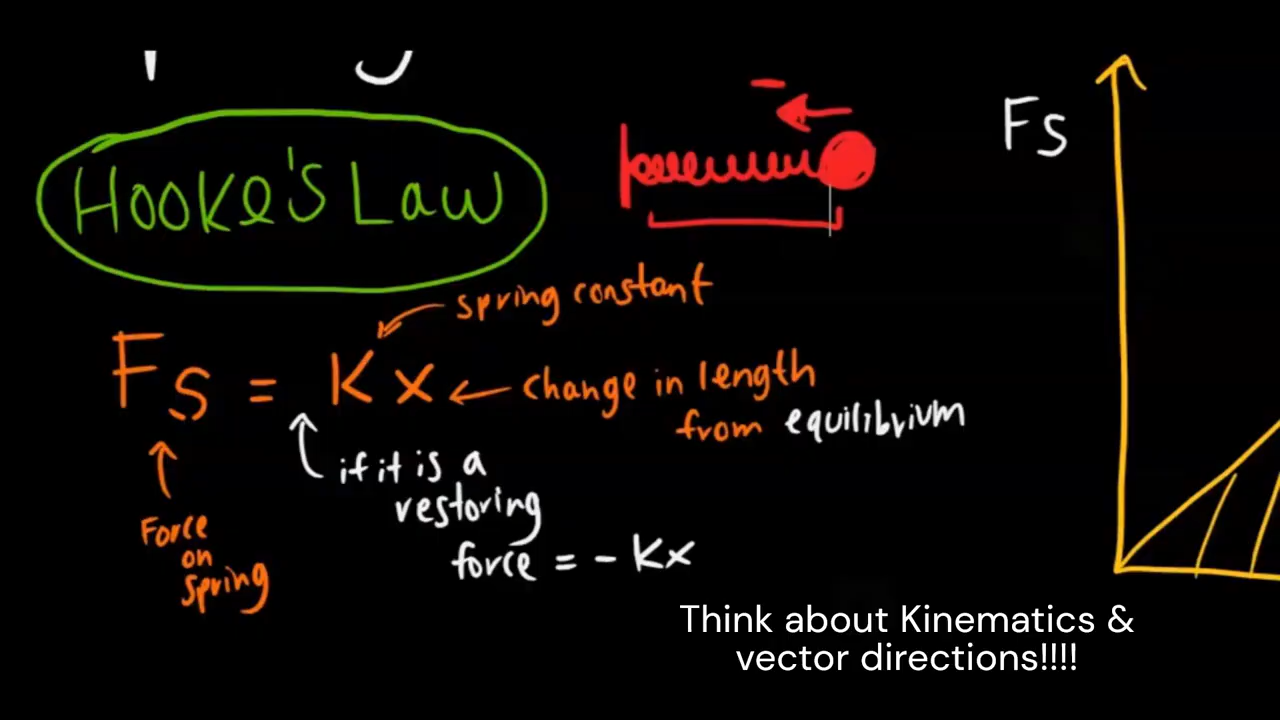 Hooke's Law
Fs
spring constant
Fs = Kx
change in length
from equilibrium
if it is a
restoring
force = - Kx
Force
on
spring
Think about Kinematics &
vector directions!!!!